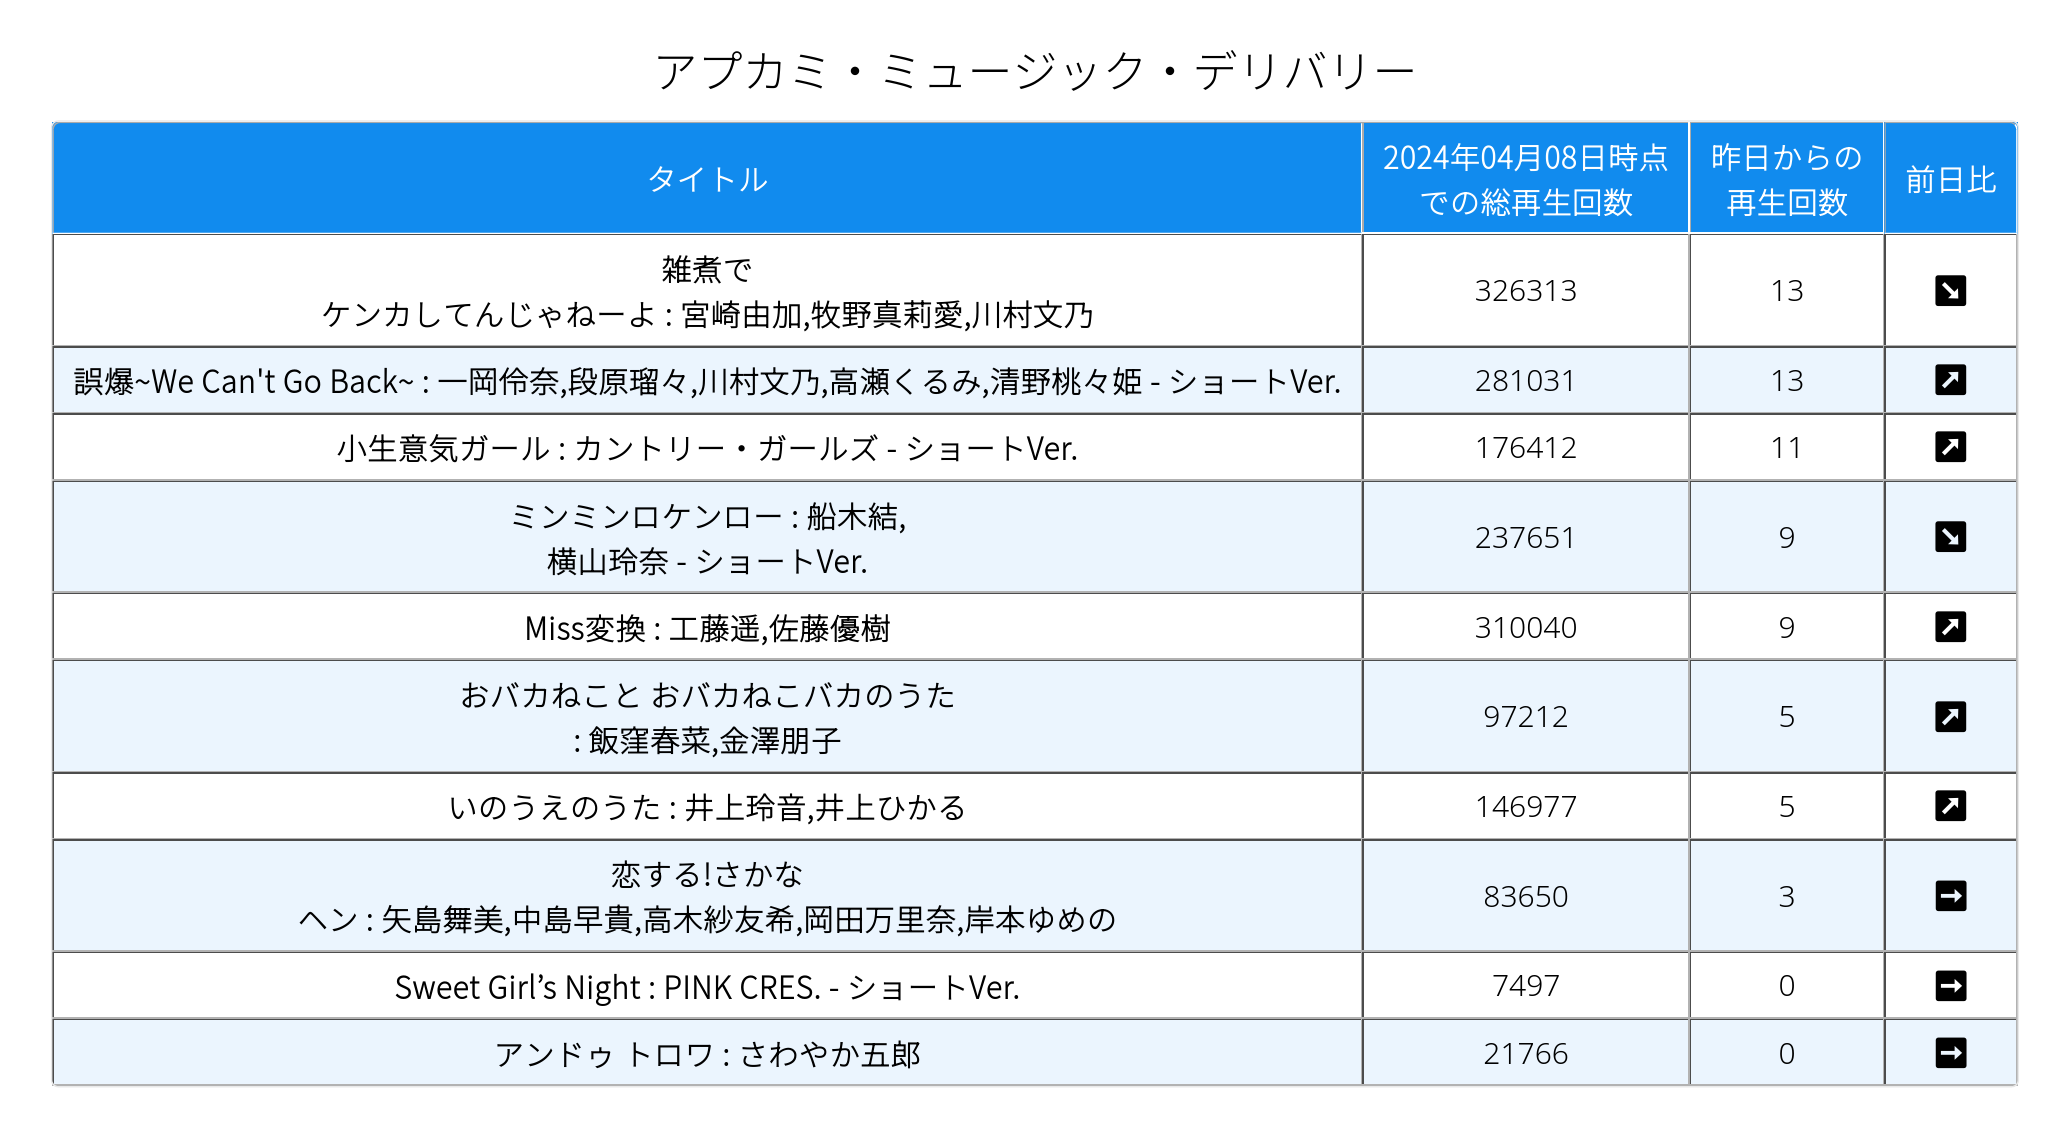 アプカミ・ミュージック・デリバリー
タイトル
2024年04月08日時点
での総再生回数
昨日からの
再生回数
前日比
雑煮で
ケンカしてんじゃねーよ : 宮崎由加,牧野真莉愛,川村文乃
326313
13
誤爆~We Can't Go Back~ : 一岡伶奈,段原瑠々,川村文乃,高瀬くるみ,清野桃々姫 - ショートVer.
281031
13
小生意気ガール : カントリー・ガールズ - ショートVer.
176412
11
ミンミンロケンロー : 船木結,
横山玲奈 - ショートVer.
237651
9
Miss変換 : 工藤遥,佐藤優樹
310040
9
おバカねこと おバカねこバカのうた
: 飯窪春菜,金澤朋子
97212
5
いのうえのうた : 井上玲音,井上ひかる
146977
5
恋する!さかな
ヘン : 矢島舞美,中島早貴,高木紗友希,岡田万里奈,岸本ゆめの
83650
3
Sweet Girl’s Night : PINK CRES. - ショートVer.
7497
0
アンドゥ トロワ : さわやか五郎
21766
0